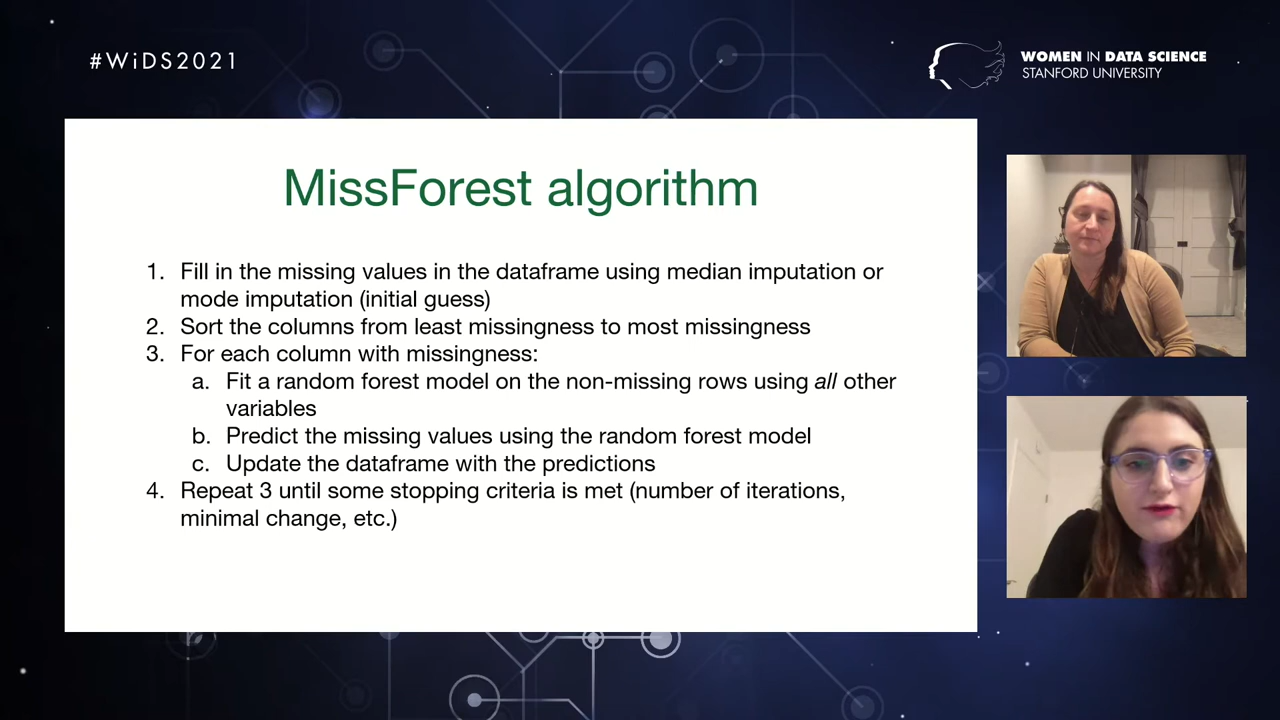 #WiDS2021
WOMEN IN DATA SCIENCE
STANFORD UNIVERSITY
MissForest algorithm
1. Fill in the missing values in the dataframe using median imputation or
mode imputation (initial guess)
2. Sort the columns from least missingness to most missingness
3. For each column with missingness:
a. Fit a random forest model on the non-missing rows using all other
variables
b. Predict the missing values using the random forest model
c. Update the dataframe with the predictions
4. Repeat 3 until some stopping criteria is met (number of iterations,
minimal change, etc.)